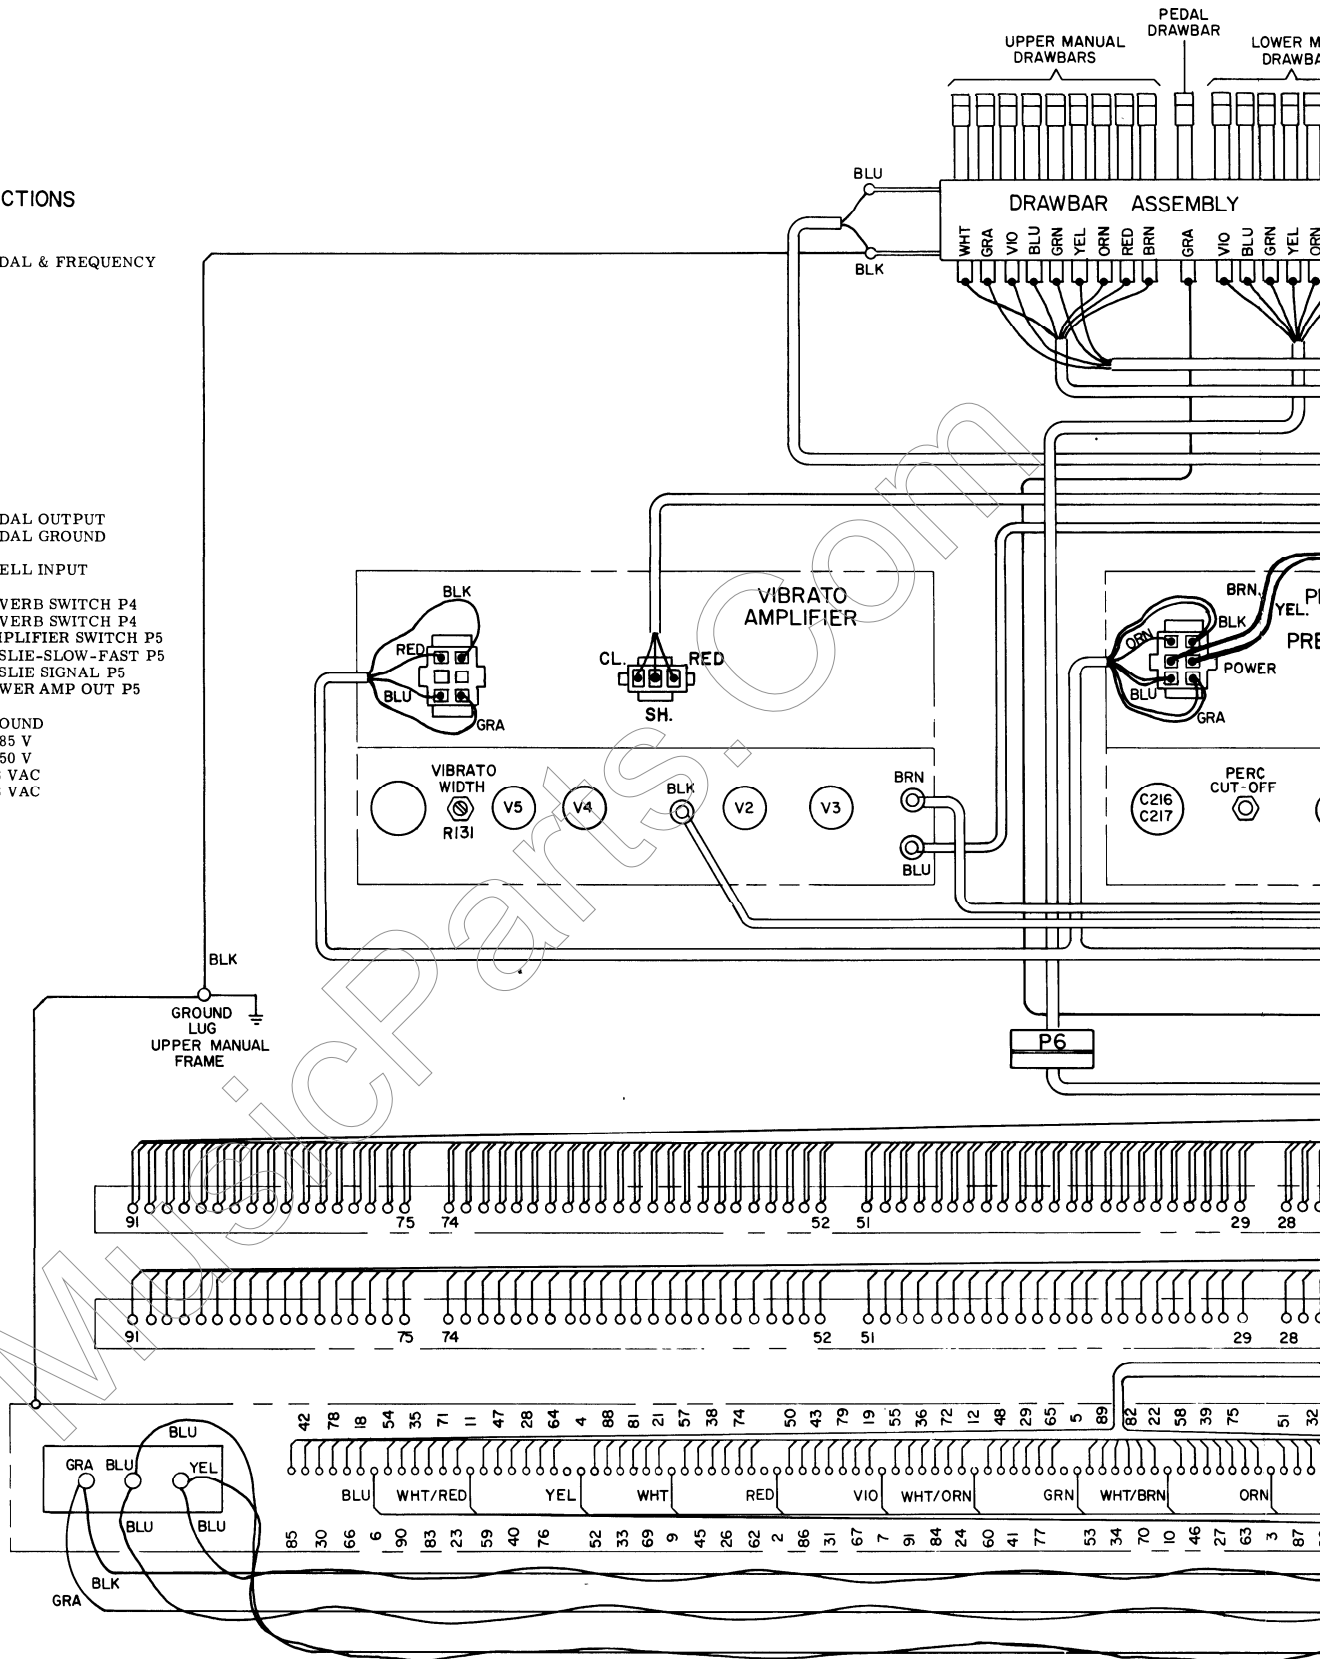 PEDAL
DRAWBAR
UPPER MANUAL
DRAWBARS
LOWER M
DRAWBA
CTIONS
DAL & FREQUENCY
BLU
BLK
DRAWBAR ASSEMBLY
WHT GRA VIO BLU GRN YEL ORN RED BRN GRA VIO BLU GRN YEL ORN
DAL OUTPUT
DAL GROUND
ELL INPUT
VERB SWITCH P4
VERB SWITCH P4
PLIFIER SWITCH P5
SLIE-SLOW-FAST P5
SLIE SIGNAL P5
WER AMP OUT P5
OUND
85 V
50 V
VAC
VAC
VIBRATO
AMPLIFIER
BLK
RED
BLU
GRA
CL.
RED
SH.
BRN.
YEL.
ORN
BLK
BLU
GRA
POWER
PRE
VIBRATO
WIDTH
R131
V5
V4
BLK
V2
V3
BRN
BLU
C216
C217
PERC
CUT-OFF
BLK
GROUND
LUG
UPPER MANUAL
FRAME
P6
91 75 74 52 51 29 28
91 75 74 52 51 29 28
42 78 18 54 35 71 11 47 28 64 4 88 81 21 57 38 74 50 43 79 19 55 36 72 12 48 29 65 5 89 82 22 58 39 75 51 32
BLU
GRA BLU YEL
BLU WHT/RED YEL WHT RED VIO WHT/ORN GRN WHT/BRN ORN
BLU BLU
85 30 66 6 90 83 23 59 40 76 52 33 69 9 45 26 62 2 86 31 67 7 91 84 24 60 41 77 53 34 70 10 46 27 63 3 87
BLK
GRA
MusicParts.Com